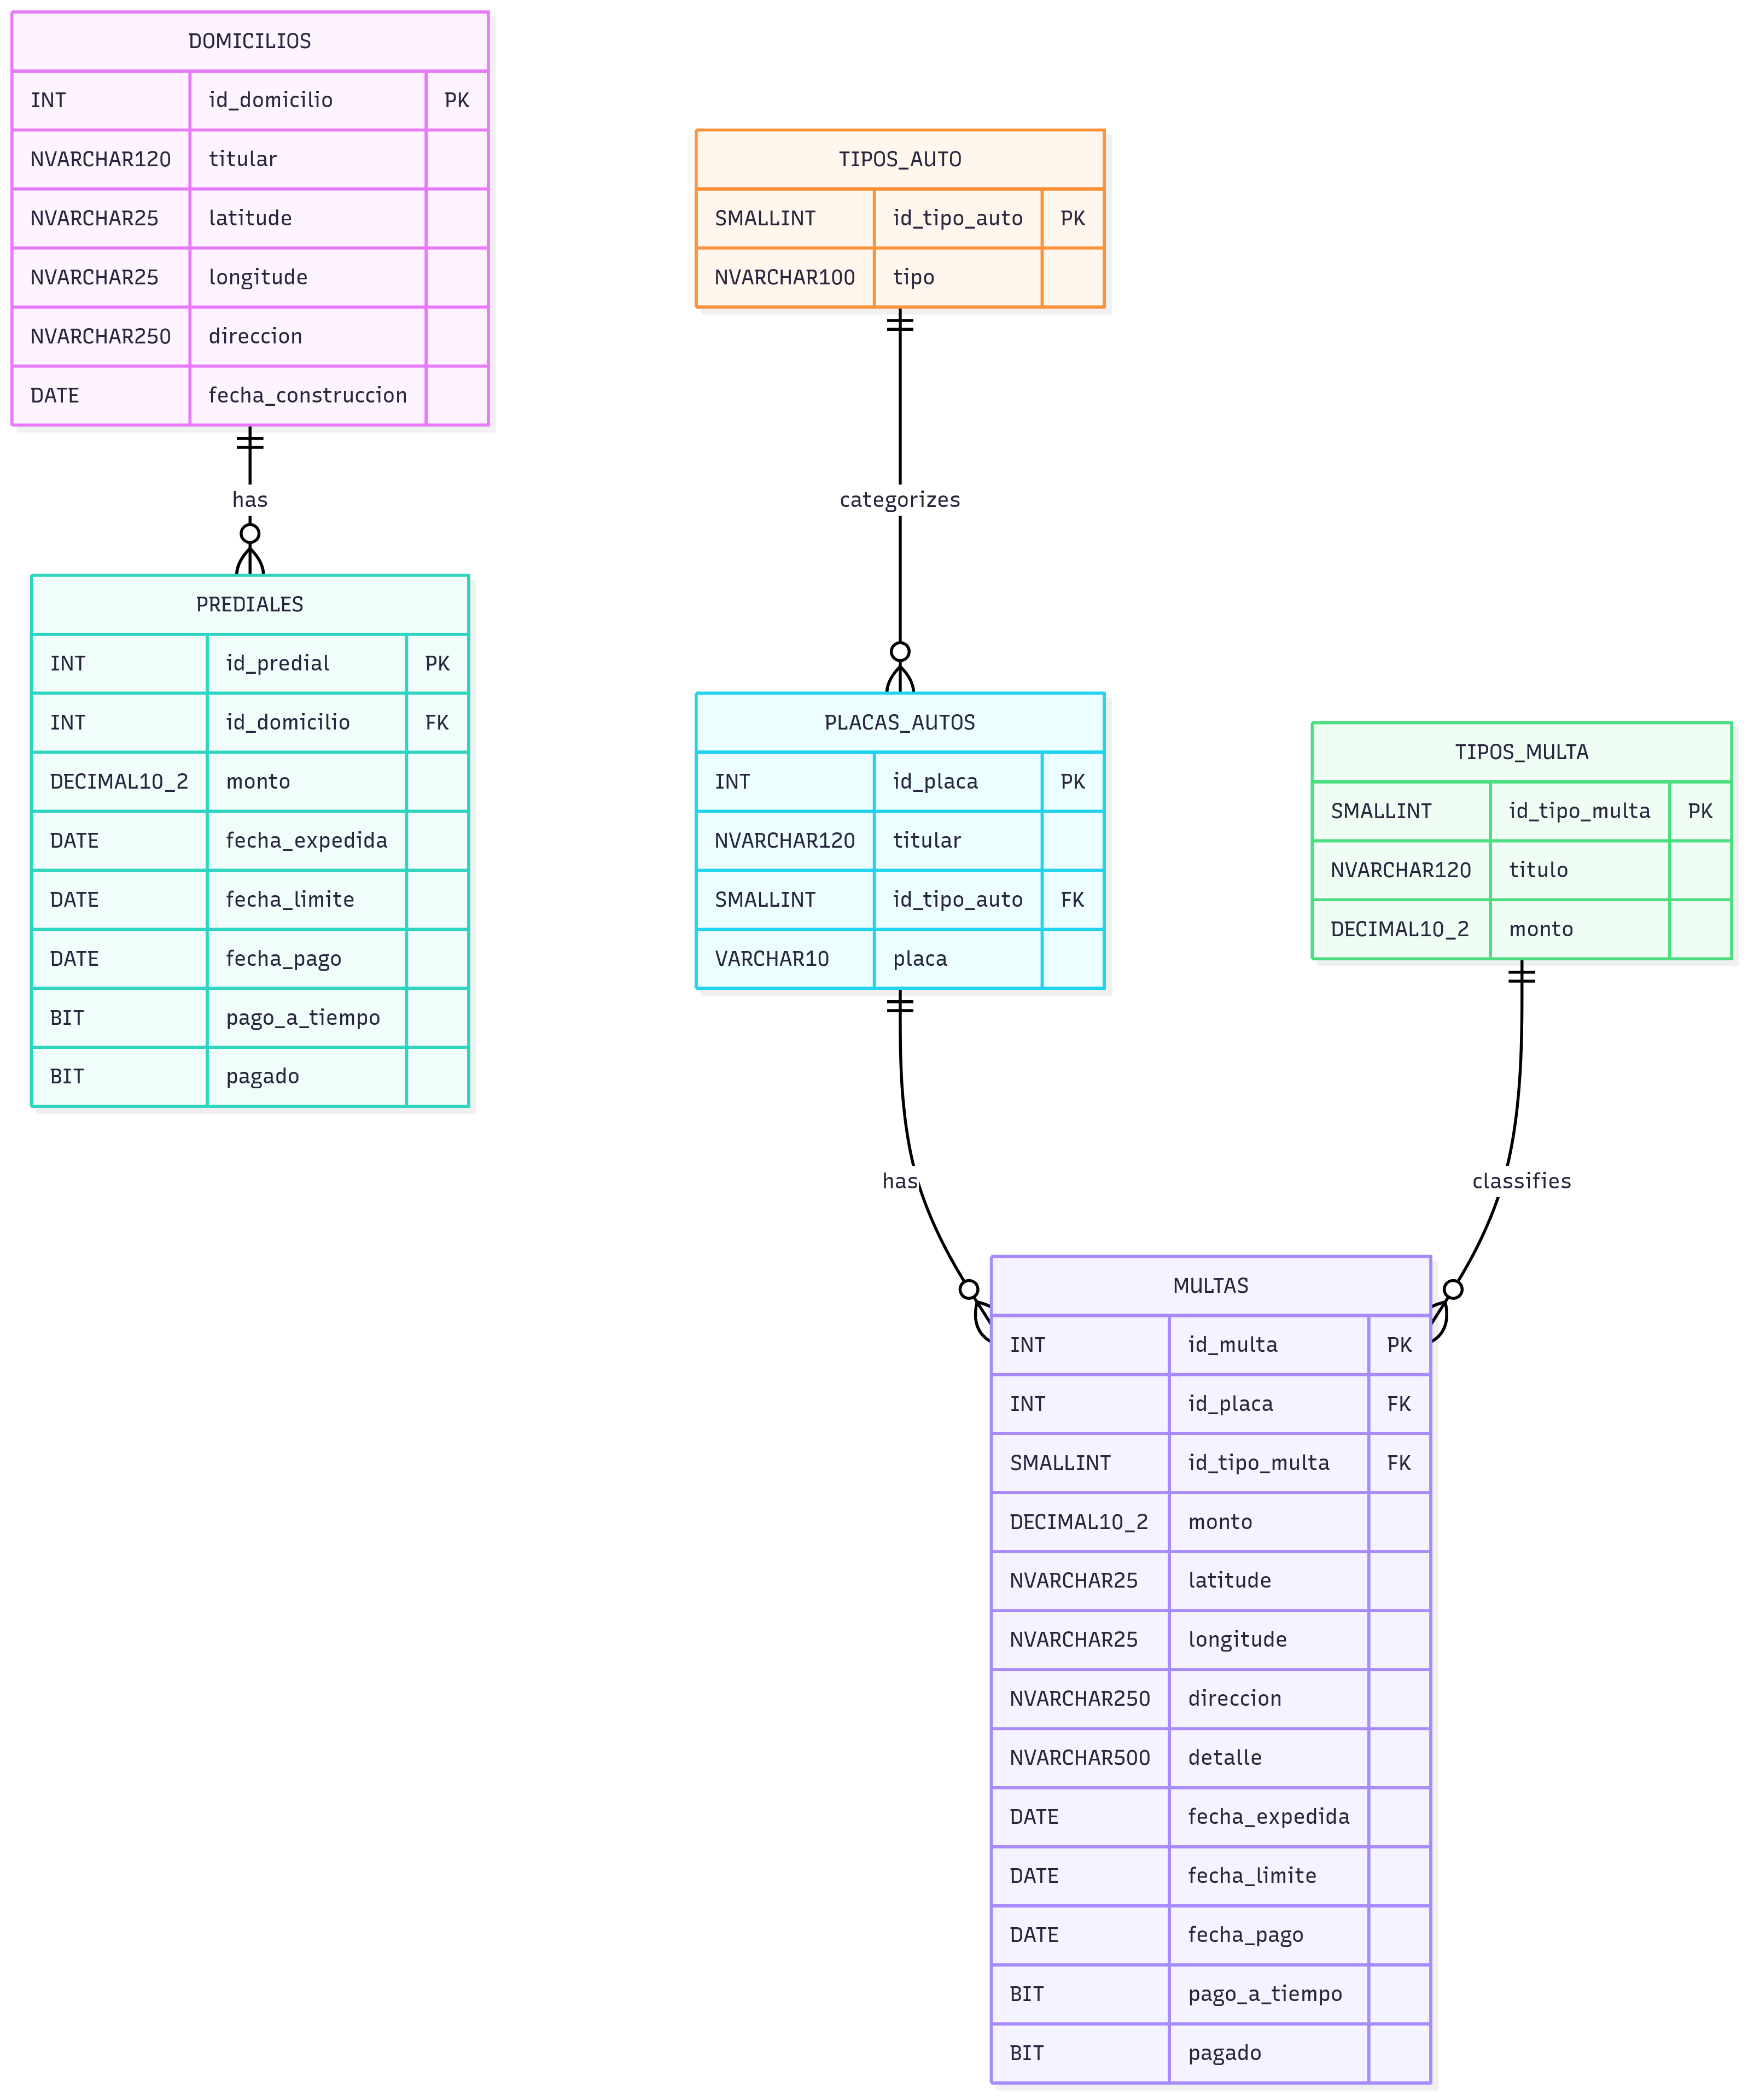 DOMICILIOS
INT id_domicilio PK
NVARCHAR120 titular
NVARCHAR25 latitude
NVARCHAR25 longitude
NVARCHAR250 direccion
DATE fecha_construccion
has
PREDIALES
INT id_predial PK
INT id_domicilio FK
DECIMAL10_2 monto
DATE fecha_expedida
DATE fecha_limite
DATE fecha_pago
BIT pago_a_tiempo
BIT pagado
TIPOS_AUTO
SMALLINT id_tipo_auto PK
NVARCHAR100 tipo
categorizes
PLACAS_AUTOS
INT id_placa PK
NVARCHAR120 titular
SMALLINT id_tipo_auto FK
VARCHAR10 placa
has
TIPOS_MULTA
SMALLINT id_tipo_multa PK
NVARCHAR120 titulo
DECIMAL10_2 monto
classifies
MULTAS
INT id_multa PK
INT id_placa FK
SMALLINT id_tipo_multa FK
DECIMAL10_2 monto
NVARCHAR25 latitude
NVARCHAR25 longitude
NVARCHAR250 direccion
NVARCHAR500 detalle
DATE fecha_expedida
DATE fecha_limite
DATE fecha_pago
BIT pago_a_tiempo
BIT pagado